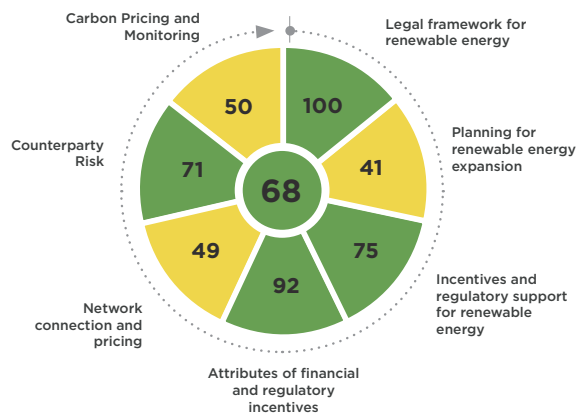 Legal framework for
renewable energy
100
Planning for
renewable energy
expansion
41
Incentives and
regulatory support
for renewable
energy
75
Attributes of financial
and regulatory
incentives
92
Network
connection and
pricing
49
Counterparty
Risk
71
Carbon Pricing and
Monitoring
50
68